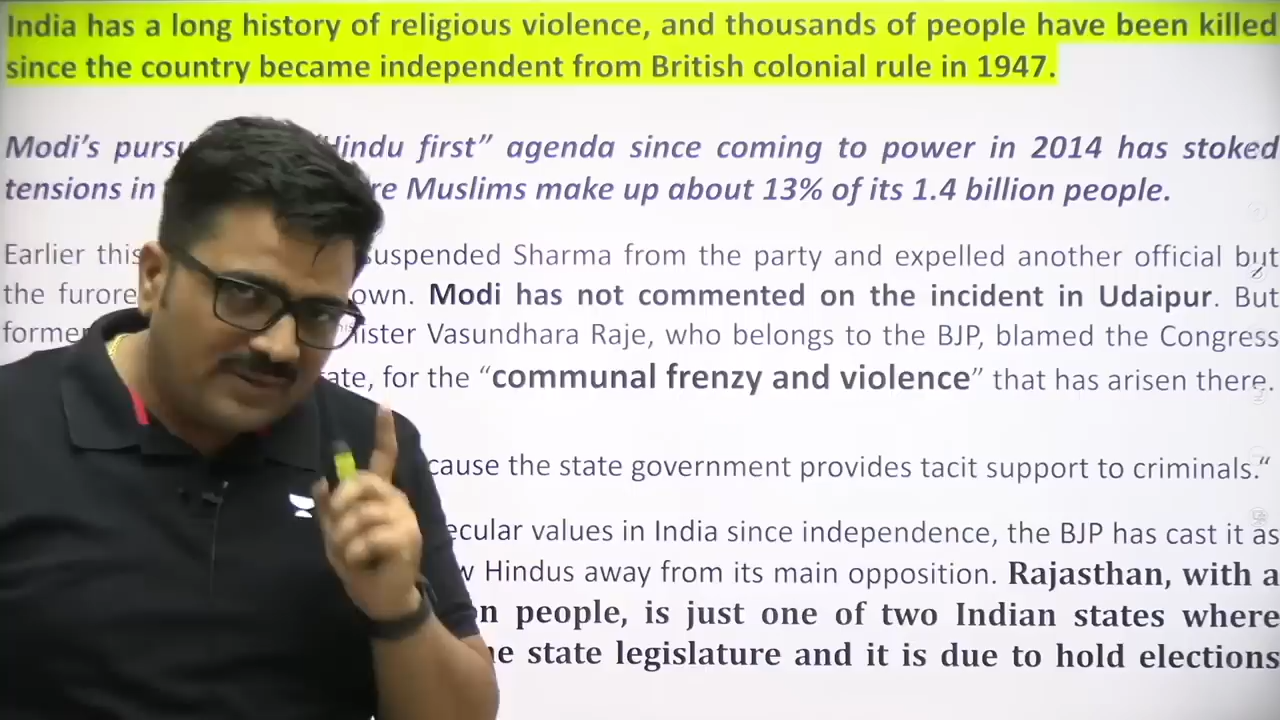 India has a long history of religious violence, and thousands of people have been killed
since the country became independent from British colonial rule in 1947.
Modi's Hindu first" agenda since coming to power in 2014 has stoked
tensions in Muslims make up about 13% of its 1.4 billion people.
Earlier this suspended Sharma from the party and expelled another official but
the furore own. Modi has not commented on the incident in Udaipur. But
Vasundhara Raje, who belongs to the BJP, blamed the Congress
for the "communal frenzy and violence" that has arisen there.
cause the state government provides tacit support to criminals."
values in India since independence, the BJP has cast it as
Hindus away from its main opposition. Rajasthan, with a
people, is just one of two Indian states where
state legislature and it is due to hold elections